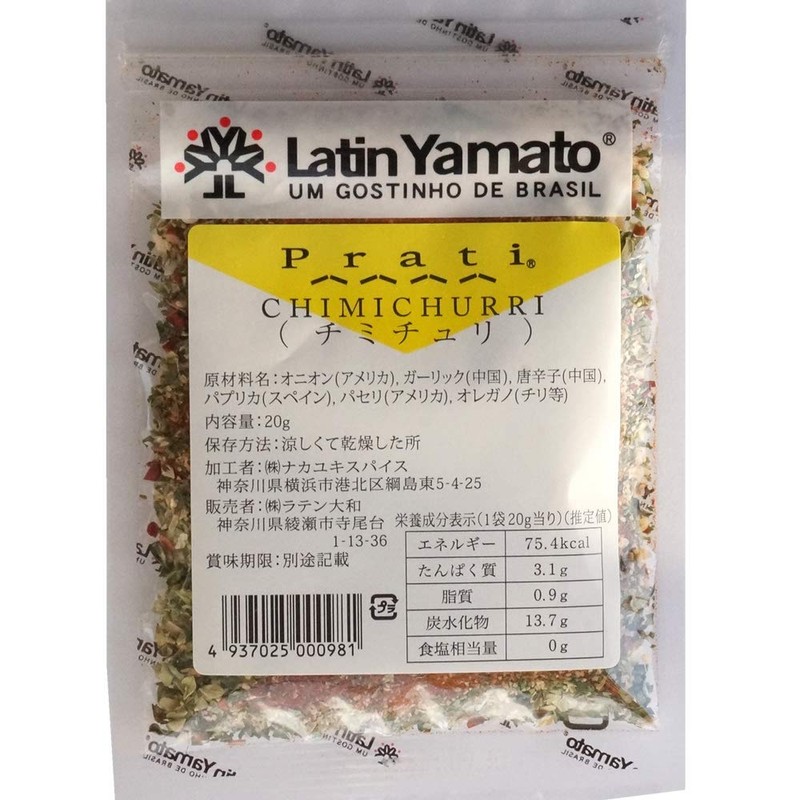 Latin Yamato®
UM GOSTINHO DE BRASIL
Prati®
CHIMICHURRI
(チミチュリ)
原材料名:オニオン(アメリカ),ガーリック(中国),唐辛子(中国),
パプリカ(スペイン),パセリ(アメリカ),オレガノ(チリ等)
内容量:20g
保存方法:涼しくて乾燥した所
加工者:㈱ナカユキスパイス
神奈川県横浜市港北区綱島東5-4-25
販売者:㈱ラテン大和
神奈川県綾瀬市寺尾台
1-13-36
賞味期限:別途記載
栄養成分表示(1袋20g当り)(推定値)
エネルギー 75.4kcal
たんぱく質 3.1g
脂質 0.9g
炭水化物 13.7g
食塩相当量 0g
プラ
4 937025 000981